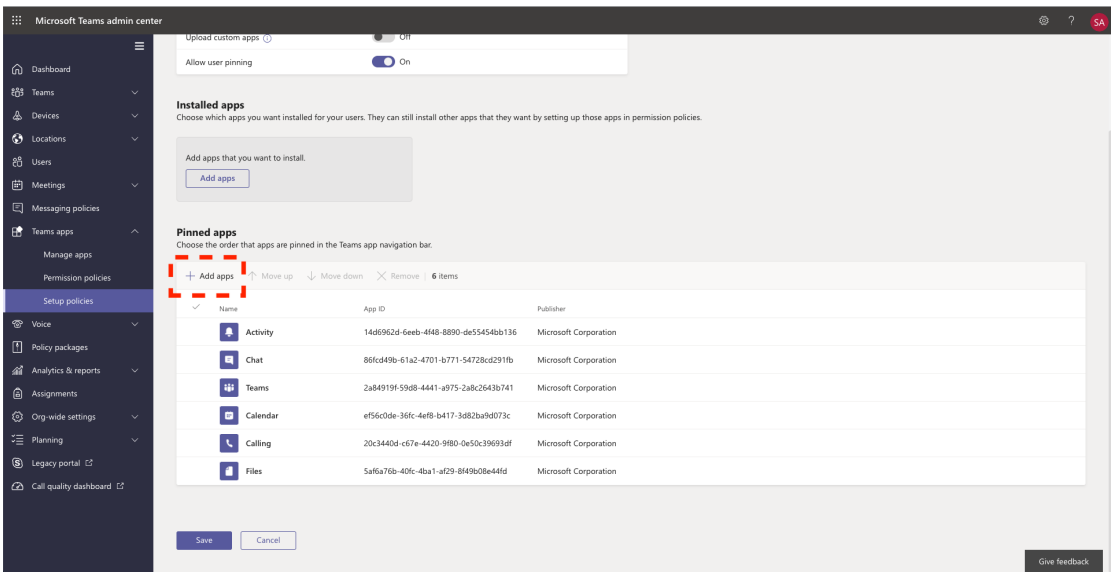 Microsoft Teams admin center
?
SA
Dashboard
Teams
Devices
Locations
Users
Meetings
Messaging policies
Teams apps
Manage apps
Permission policies
Setup policies
Voice
Policy packages
Analytics & reports
Assignments
Org-wide settings
Planning
Legacy portal
Call quality dashboard
Upload custom apps
Off
Allow user pinning
On
Installed apps
Choose which apps you want installed for your users. They can still install other apps that they want by setting up those apps in permission policies.
Add apps that you want to install.
Add apps
Pinned apps
Choose the order that apps are pinned in the Teams app navigation bar.
+ Add apps ↑ Move up ↓ Move down × Remove | 6 items
Name App ID Publisher
Activity 14d6962d-6eeb-4f48-8890-de55454bb136 Microsoft Corporation
Chat 86fcd49b-61a2-4701-b771-54728cd291fb Microsoft Corporation
Teams 2a84919f-59d8-4441-a975-2a8c2643b741 Microsoft Corporation
Calendar ef56c0de-36fc-4ef8-b417-3d82ba9d073c Microsoft Corporation
Calling 20c3440d-c67e-4420-9f80-0e50c39693df Microsoft Corporation
Files 5af6a76b-40fc-4ba1-af29-8f49b08e44fd Microsoft Corporation
Save
Cancel
Give feedback